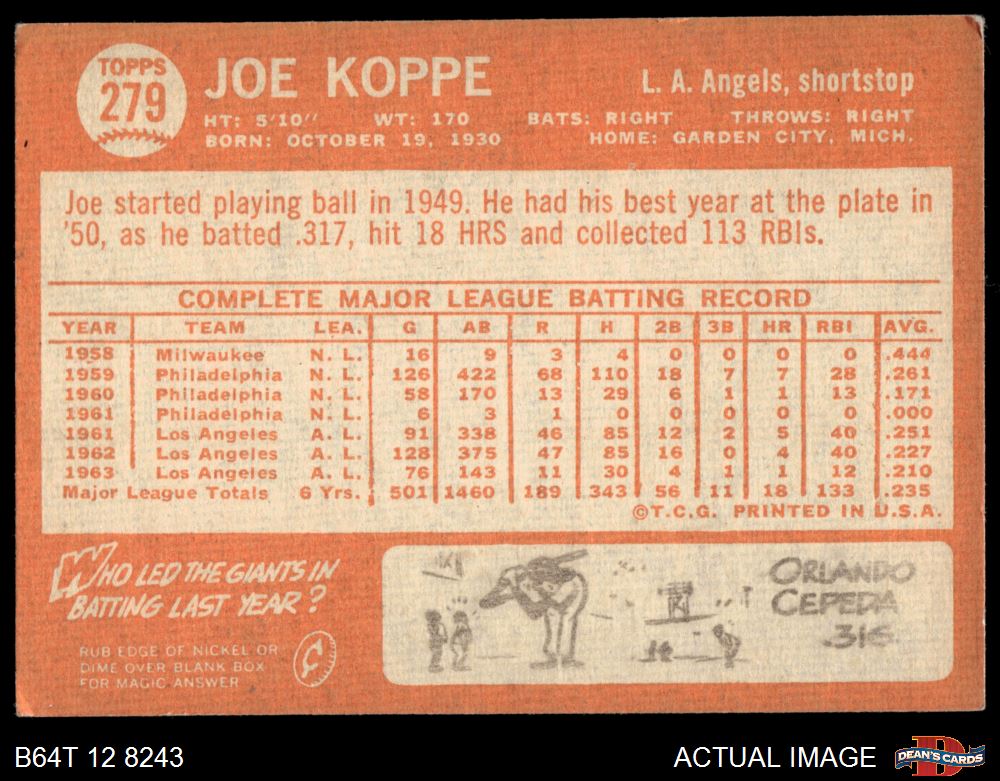 TOPPS
279
JOE KOPPE
L. A. Angels, shortstop
HT: 5'10" WT: 170 BATS: RIGHT THROWS: RIGHT
BORN: OCTOBER 19, 1930 HOME: GARDEN CITY, MICH.
Joe started playing ball in 1949. He had his best year at the plate in
'50, as he batted .317, hit 18 HRS and collected 113 RBIs.
COMPLETE MAJOR LEAGUE BATTING RECORD
YEAR TEAM LEA. G AB R H 2B 3B HR RBI AVG.
1958 Milwaukee N. L. 16 9 3 4 0 0 0 0 .444
1959 Philadelphia N. L. 126 422 68 110 18 7 7 28 .261
1960 Philadelphia N. L. 58 170 13 29 6 1 1 13 .171
1961 Philadelphia N. L. 6 3 1 0 0 0 0 0 .000
1961 Los Angeles A. L. 91 338 46 85 12 2 5 40 .251
1962 Los Angeles A. L. 128 375 47 85 16 0 4 40 .227
1963 Los Angeles A. L. 76 143 11 30 4 1 1 12 .210
Major League Totals 6 Yrs. 501 1460 189 343 56 11 18 133 .235
©T.C.G. PRINTED IN U.S.A.
WHO LED THE GIANTS IN
BATTING LAST YEAR?
RUB EDGE OF NICKEL OR
DIME OVER BLANK BOX
FOR MAGIC ANSWER
ORLANDO
CEPEDA
.316
B64T 12 8243
ACTUAL IMAGE
DEAN'S CARDS